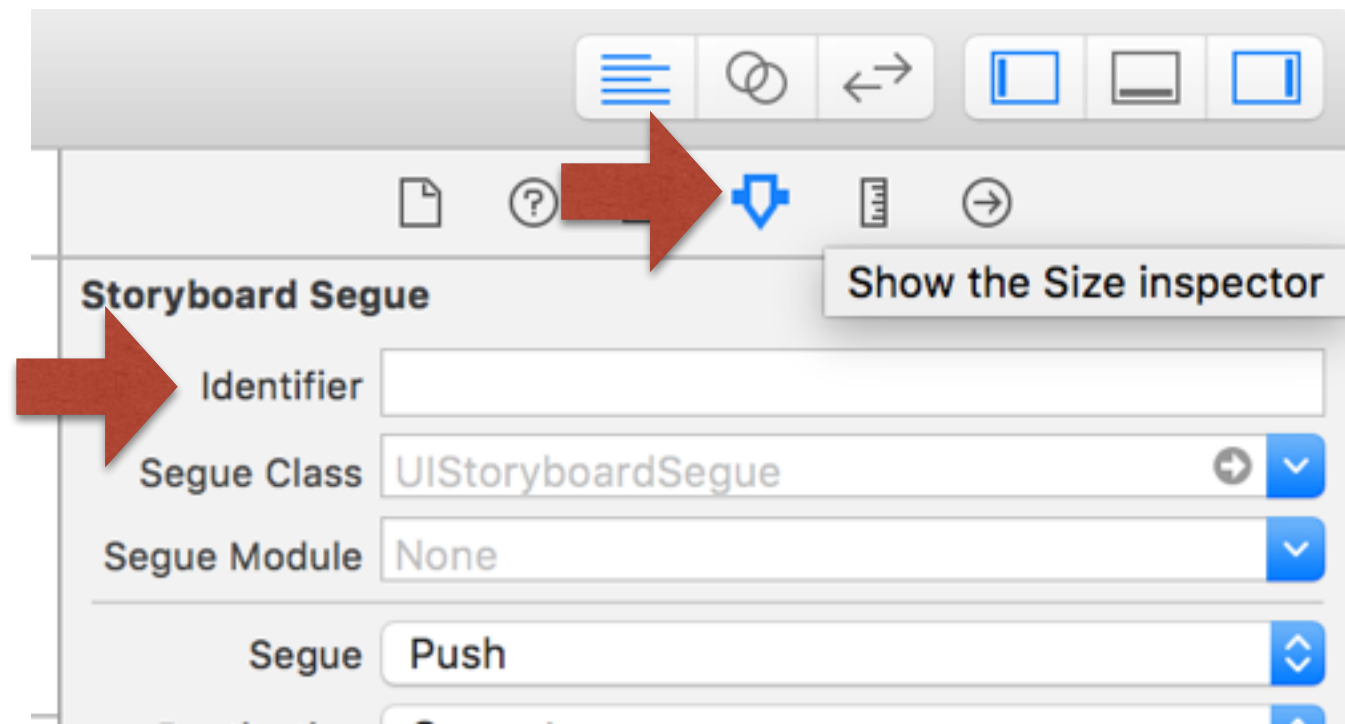 Show the Size inspector
Storyboard Segue
Identifier
Segue Class UIStoryboardSegue
Segue Module None
Segue Push